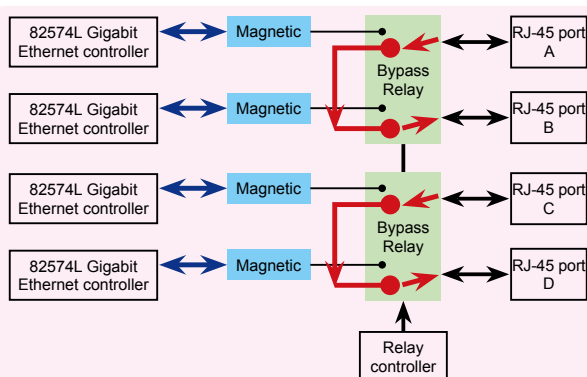 82574L Gigabit
Ethernet controller
Magnetic
Bypass
Relay
RJ-45 port
A
82574L Gigabit
Ethernet controller
Magnetic
RJ-45 port
B
82574L Gigabit
Ethernet controller
Magnetic
Bypass
Relay
RJ-45 port
C
82574L Gigabit
Ethernet controller
Magnetic
RJ-45 port
D
Relay
controller